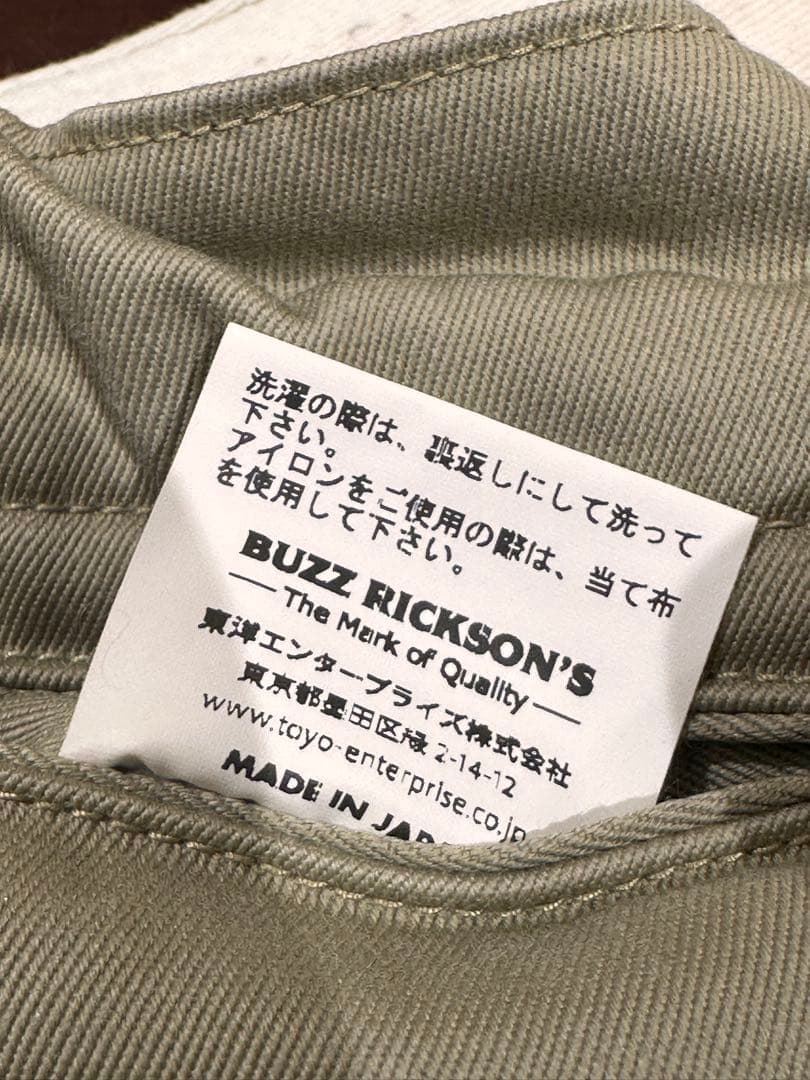 洗濯の際は、裏返しにして洗って
下さい。
アイロンをご使用の際は、当て布
を使用して下さい。
BUZZ RICKSON'S
The Mark of Quality
東洋エンタープライズ株式会社
東京都墨田区緑 2-14-12
www.toyo-enterprise.co.jp
MADE IN